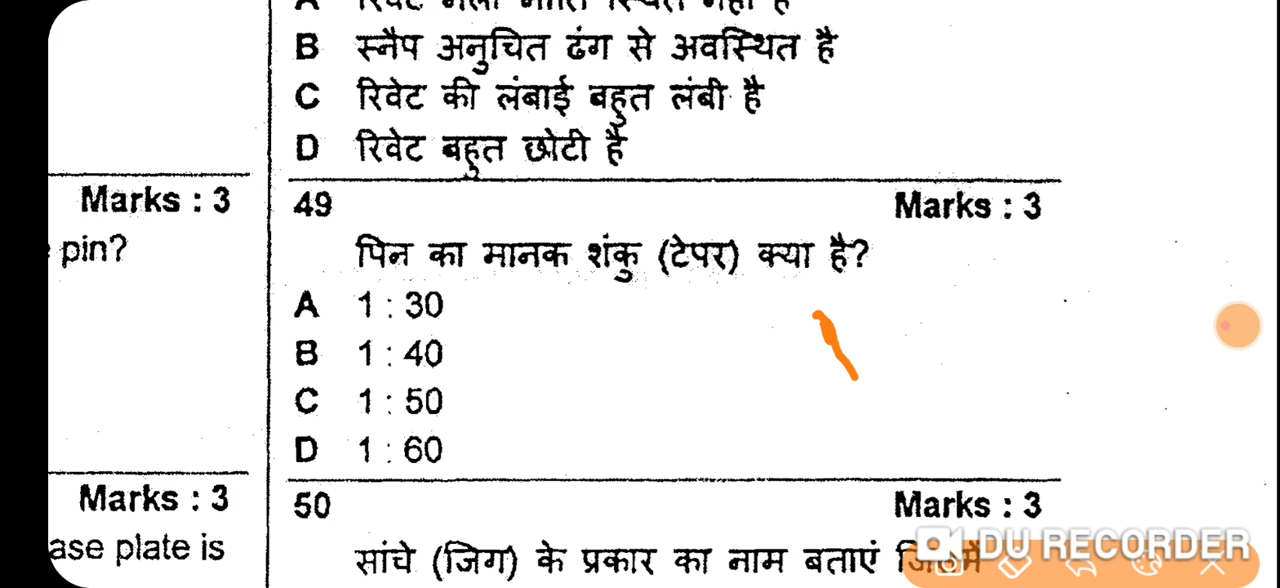 B स्नैप अनुचित ढंग से अवस्थित है
C रिवेट की लंबाई बहुत लंबी है
D रिवेट बहुत छोटी है
Marks : 3
pin?
49 Marks : 3
पिन का मानक शंकु (टेपर) क्या है?
A 1 : 30
B 1 : 40
C 1 : 50
D 1 : 60
Marks : 3
ase plate is
50 Marks : 3
सांचे (जिग) के प्रकार का नाम बताएं जिसमें
DU RECORDER